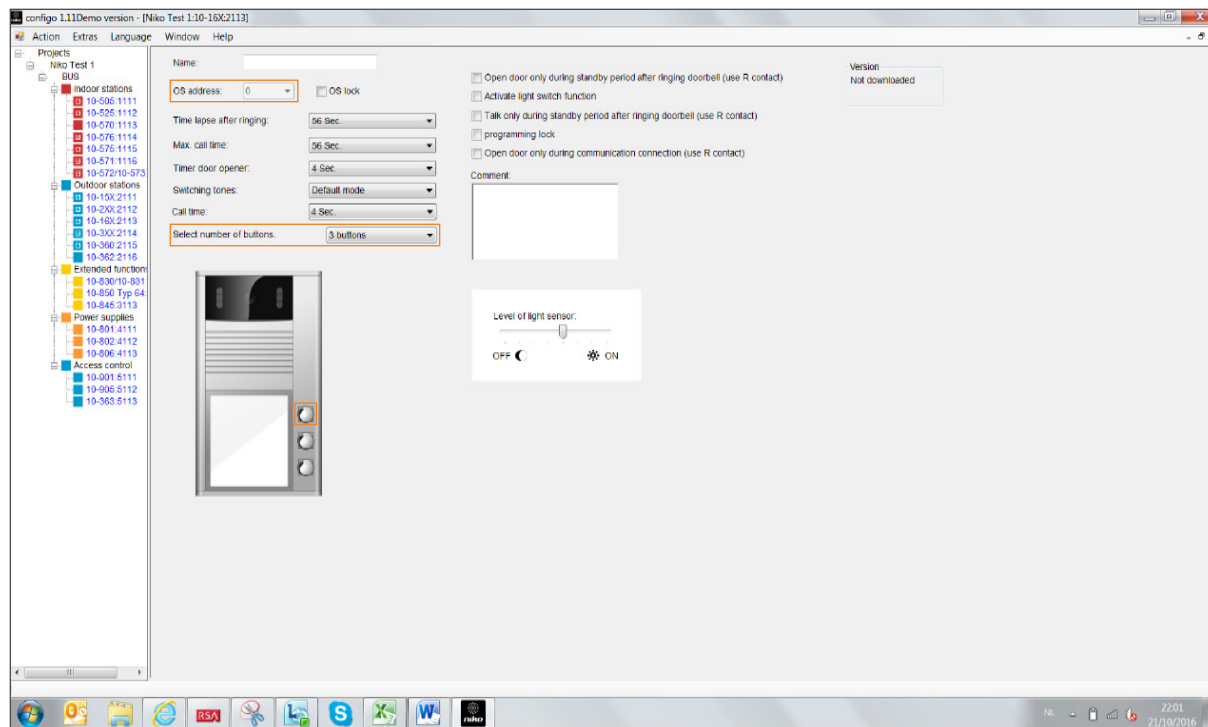 configo 1.11Demo version - [Niko Test 1:10-16X:2113]
Action Extras Language Window Help
Projects
Niko Test 1
BUS
Indoor stations
10-505:1111
10-525:1112
10-570:1113
10-576:1114
10-575:1115
10-571:1116
10-572/10-573:
Outdoor stations
10-15X:2111
10-2XX:2112
10-16X:2113
10-3XX:2114
10-360:2115
10-362:2116
Extended function
10-830/10-831
10-850 Typ 64:
10-845:3113
Power supplies
10-801:4111
10-802:4112
10-806:4113
Access control
10-901:5111
10-905:5112
10-363:5113
Name:
OS address: 0 OS lock
Time lapse after ringing: 56 Sec.
Max. call time: 56 Sec.
Timer door opener: 4 Sec.
Switching tones: Default mode
Call time: 4 Sec.
Select number of buttons. 3 buttons
Open door only during standby period after ringing doorbell (use R contact)
Activate light switch function
Talk only during standby period after ringing doorbell (use R contact)
programming lock
Open door only during communication connection (use R contact)
Comment:
Level of light sensor:
OFF ON
Version
Not downloaded
RSA
niko
NL
22:01
21/10/2016